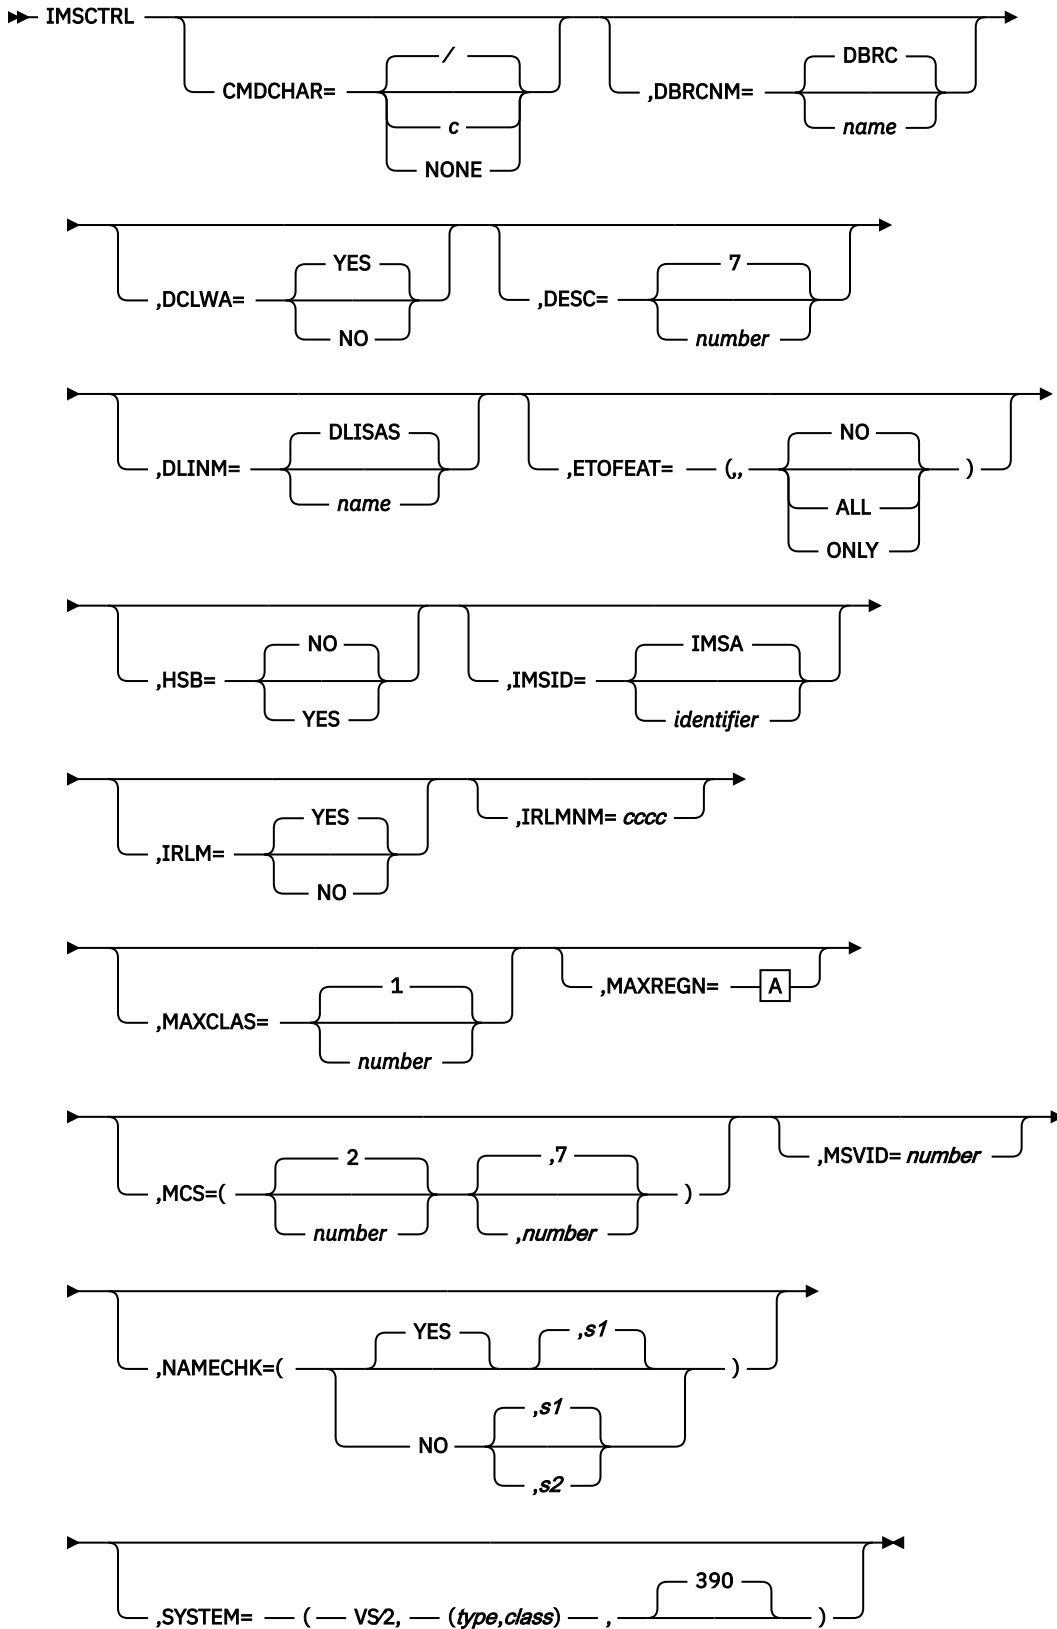 IMSCTRL
CMDCHAR=
/
c
NONE
,DBRCNM=
DBRC
name
,DCLWA=
YES
NO
,DESC=
7
number
,DLINM=
DLISAS
name
,ETOFEAT= (,,
NO
ALL
ONLY
)
,HSB=
NO
YES
,IMSID=
IMSA
identifier
,IRLM=
YES
NO
,IRLMNM= cccc
,MAXCLAS=
1
number
,MAXREGN= A
,MCS=(
2
number
,7
,number
)
,MSVID= number
,NAMECHK=(
YES
,s1
NO
,s1
,s2
)
,SYSTEM= ( VS/2, (type,class) ,
390
)